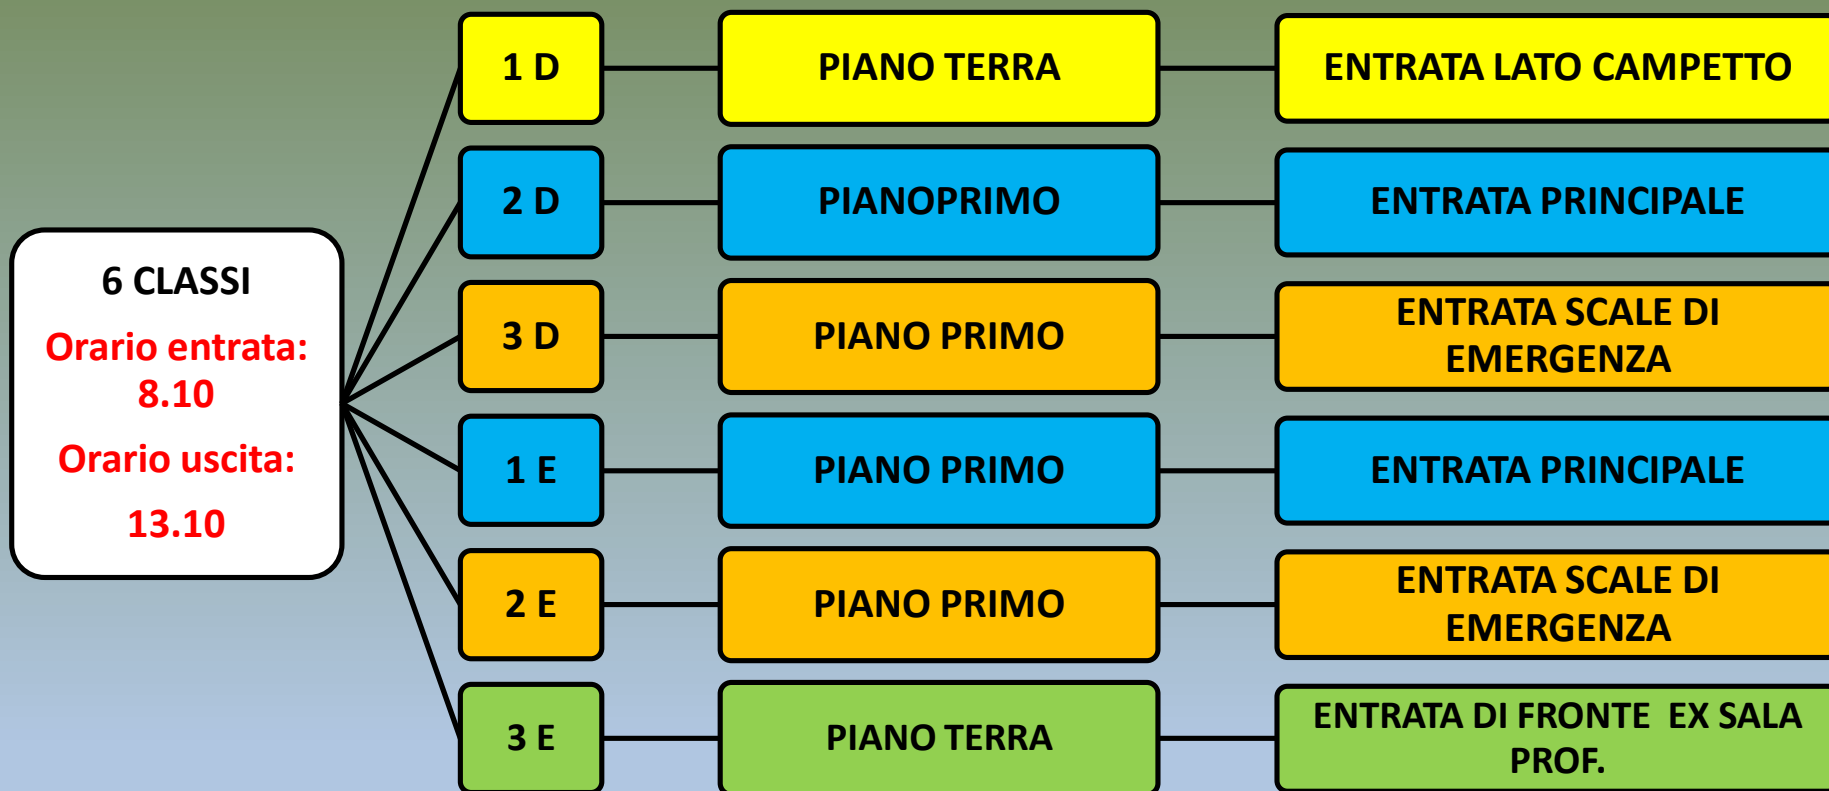 6 CLASSI
Orario entrata:
8.10
Orario uscita:
13.10
1 D
PIANO TERRA
ENTRATA LATO CAMPETTO
2 D
PIANOPRIMO
ENTRATA PRINCIPALE
3 D
PIANO PRIMO
ENTRATA SCALE DI
EMERGENZA
1 E
PIANO PRIMO
ENTRATA PRINCIPALE
2 E
PIANO PRIMO
ENTRATA SCALE DI
EMERGENZA
3 E
PIANO TERRA
ENTRATA DI FRONTE  EX SALA
PROF.